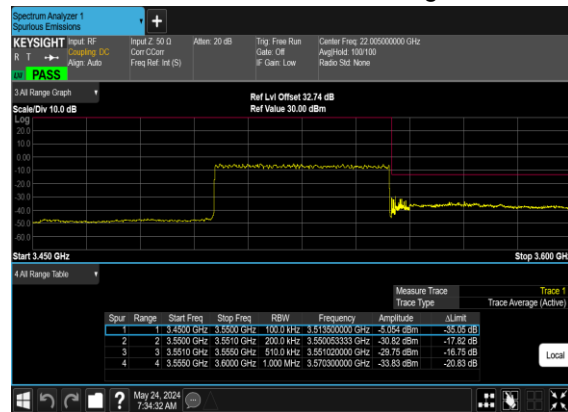 Spectrum Analyzer 1
Spurious Emissions
+
KEYSIGHT Input: RF Input Z: 50 Ω Atten: 20 dB Trig: Free Run Center Freq: 22.005000000 GHz
R T Coupling: DC Corr CCorr Gate: Off Avg|Hold: 100/100
Align: Auto Freq Ref: Int (S) IF Gain: Low Radio Std: None
LW PASS
3 All Range Graph
Ref Lvl Offset 32.74 dB
Scale/Div 10.0 dB Ref Value 30.00 dBm
Log
20.0
10.0
0.00
-10.0
-20.0
-30.0
-40.0
-50.0
-60.0
Start 3.450 GHz Stop 3.600 GH
4 All Range Table
Measure Trace Trace 1
Trace Type Trace Average (Active)
Spur Range Start Freq Stop Freq RBW Frequency Amplitude ΔLimit
1 1 3.4500 GHz 3.5500 GHz 100.0 kHz 3.513500000 GHz -5.054 dBm -35.05 dB
2 2 3.5500 GHz 3.5510 GHz 200.0 kHz 3.550053333 GHz -30.82 dBm -17.82 dB
3 3 3.5510 GHz 3.5550 GHz 510.0 kHz 3.551020000 GHz -29.75 dBm -16.75 dB
4 4 3.5550 GHz 3.6000 GHz 1.000 MHz 3.570300000 GHz -33.83 dBm -20.83 dB
Local
? May 24, 2024
7:34:32 AM